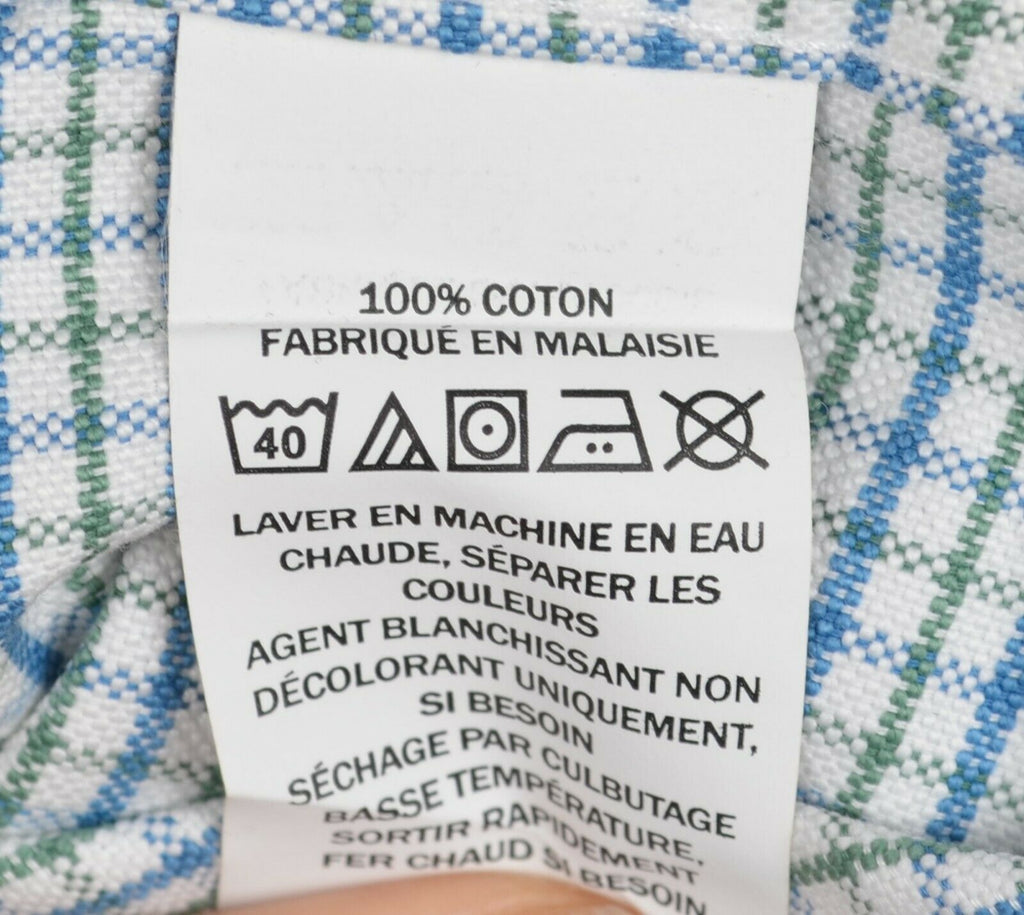 100% COTON
FABRIQUÉ EN MALAISIE
40
LAVER EN MACHINE EN EAU
CHAUDE, SÉPARER LES
COULEURS
AGENT BLANCHISSANT NON
DÉCOLORANT UNIQUEMENT,
SI BESOIN
SÉCHAGE PAR CULBUTAGE
BASSE TEMPÉRATURE,
SORTIR RAPIDEMENT
FER CHAUD SI BESOIN